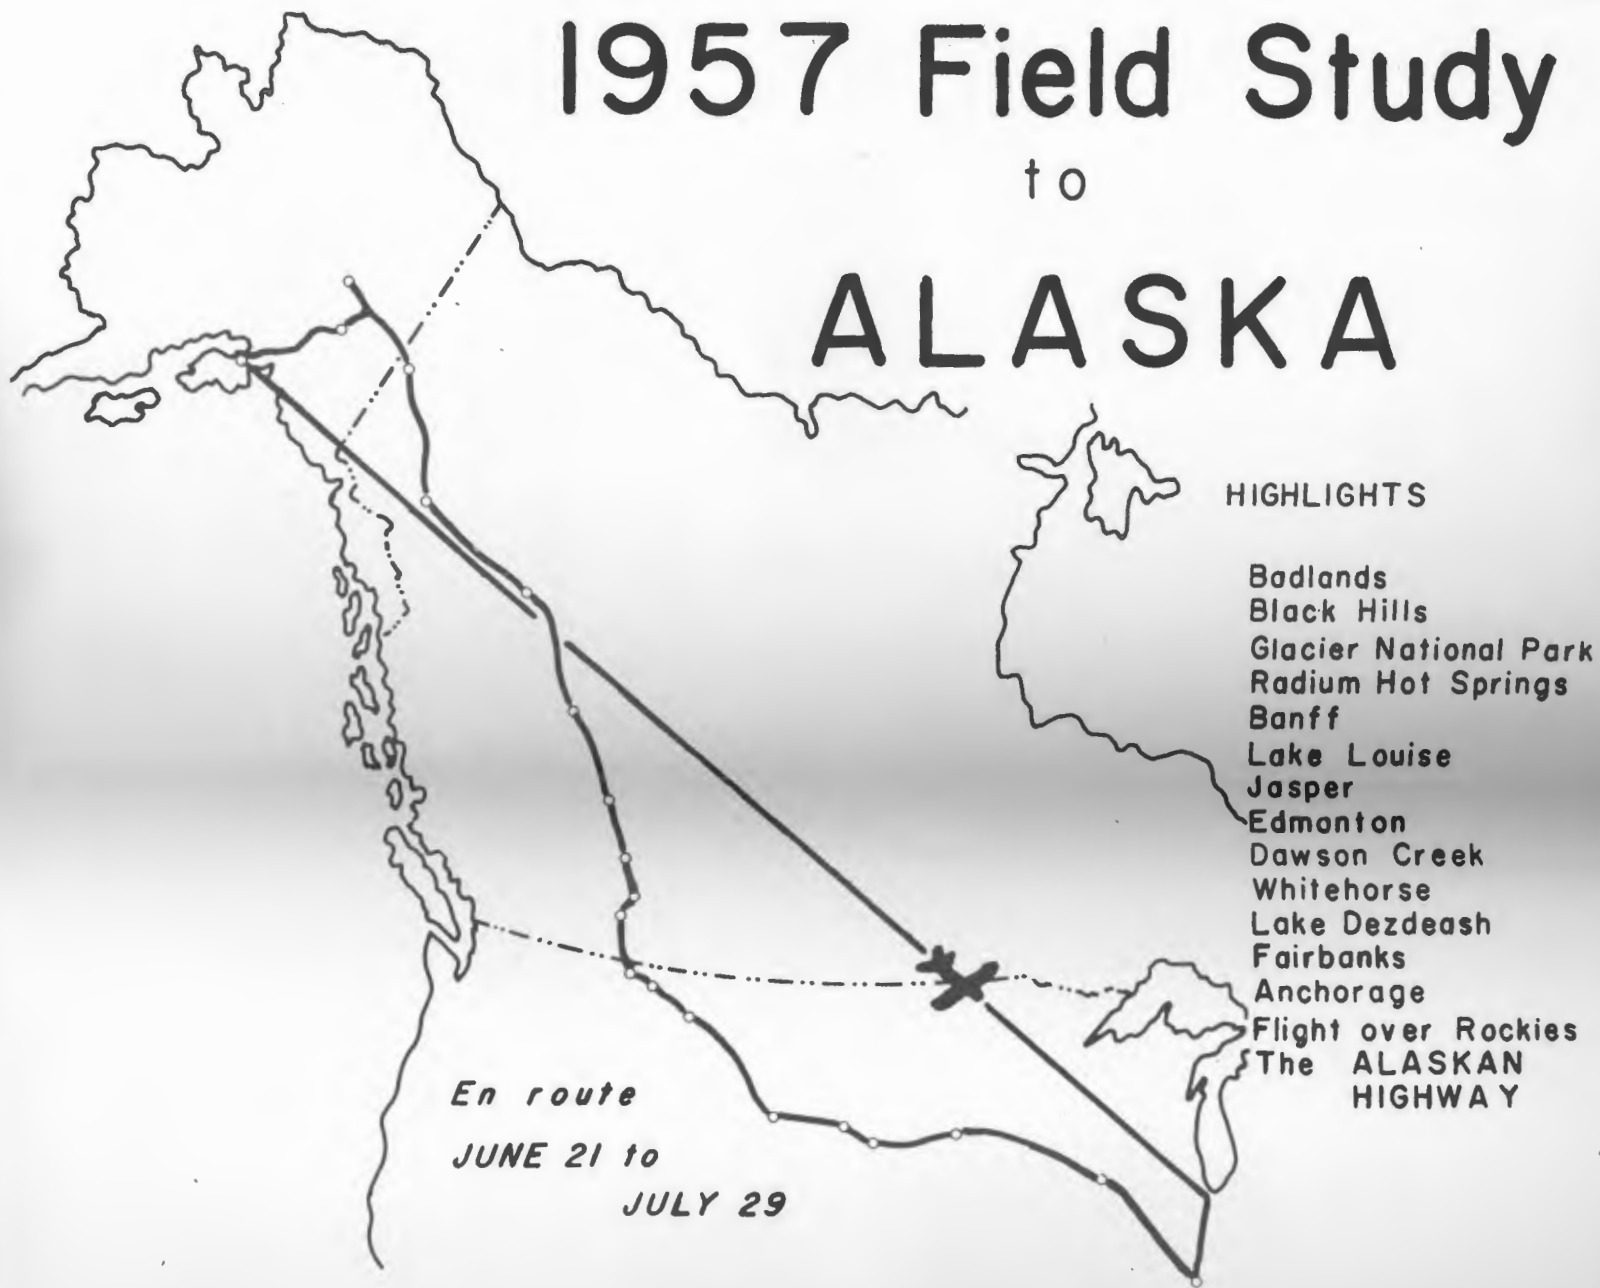 1957 Field Study
to
ALASKA
HIGHLIGHTS
Badlands
Black Hills
Glacier National Park
Radium Hot Springs
Banff
Lake Louise
Jasper
Edmonton
Dawson Creek
Whitehorse
Lake Dezdeash
Fairbanks
Anchorage
Flight over Rockies
The ALASKAN
HIGHWAY
En route
JUNE 21 to
JULY 29